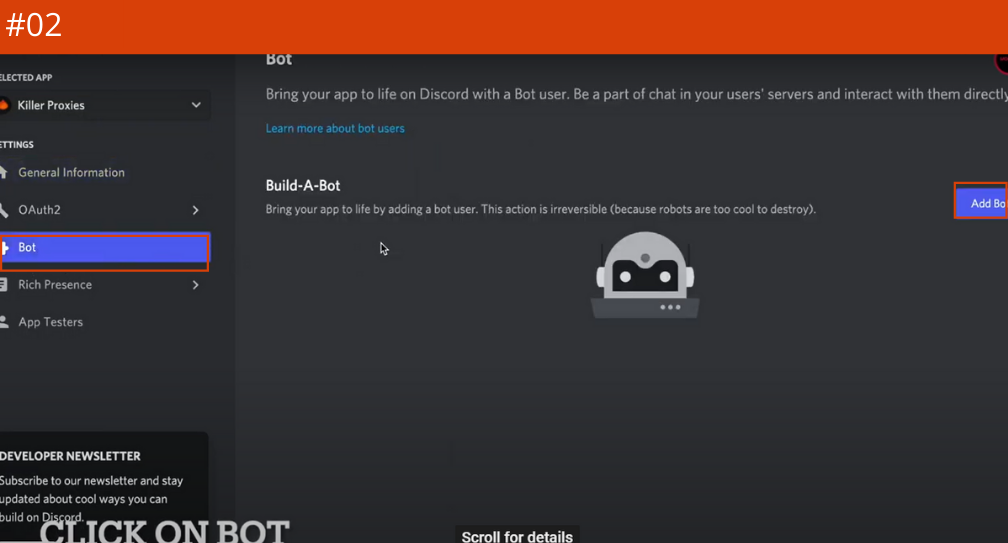 #02
Bot
SELECTED APP
Killer Proxies
Bring your app to life on Discord with a Bot user. Be a part of chat in your users' servers and interact with them directly
Learn more about bot users
SETTINGS
General Information
OAuth2
Bot
Rich Presence
App Testers
Build-A-Bot
Bring your app to life by adding a bot user. This action is irreversible (because robots are too cool to destroy).
Add Bo
DEVELOPER NEWSLETTER
Subscribe to our newsletter and stay
updated about cool ways you can
build on Discord.
CLICK ON BOT
Scroll for details